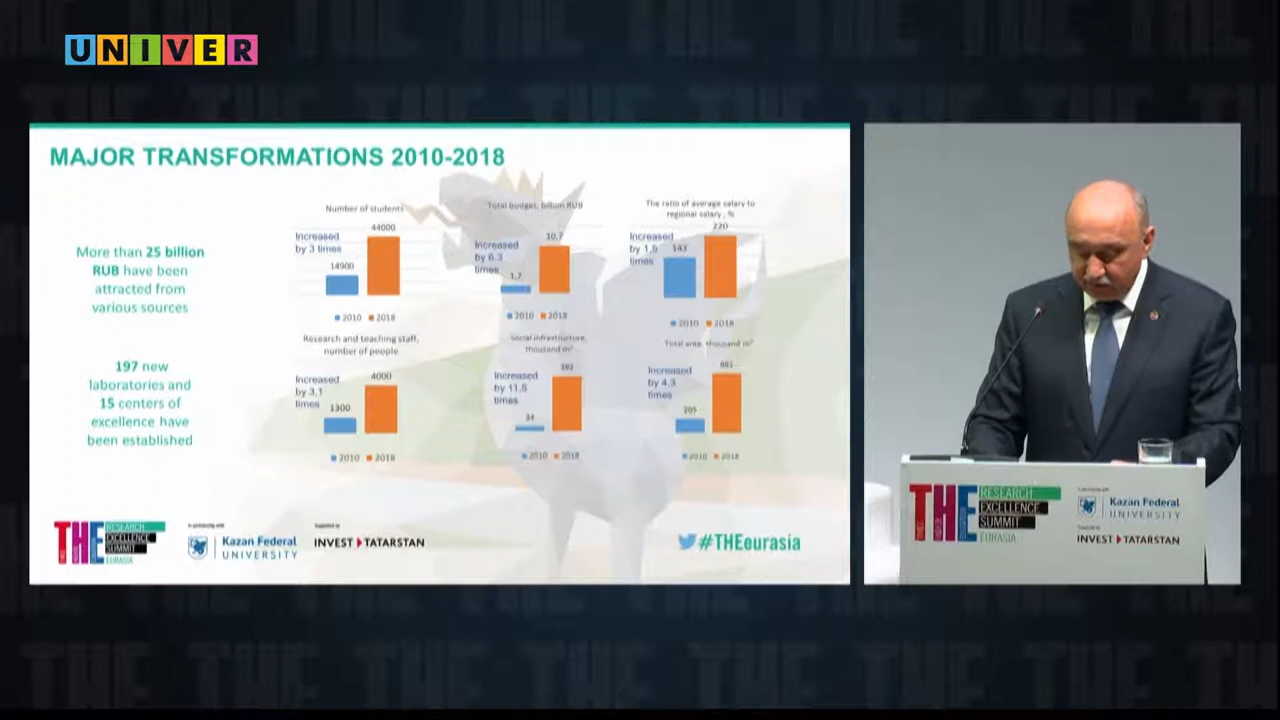 UNIVER
MAJOR TRANSFORMATIONS 2010-2018
More than 25 billion
RUB have been
attracted from
various sources
197 new
laboratories and
15 centers of
excellence have
been established
Number of students
Increased
by 3 times
14900
44000
2010 2018
Total budget, billion RUB
Increased
by 6.3
times
1,7
10,7
2010 2018
The ratio of average salary to
regional salary , %
Increased
by 1,5
times
143
220
2010 2018
Research and teaching staff,
number of people
Increased
by 3,1
times
1300
4000
2010 2018
Social infrastructure,
thousand m²
Increased
by 11,5
times
34
393
2010 2018
Total area, thousand m²
Increased
by 4,3
times
205
2010 2018
THE
RESEARCH
EXCELLENCE
SUMMIT
EURASIA
In partnership with
Kazan Federal
UNIVERSITY
Supported by
INVEST TATARSTAN
#THEeurasia
THE
RESEARCH
EXCELLENCE
SUMMIT
EURASIA
Kazan Federal
UNIVERSITY
INVEST TATARSTAN